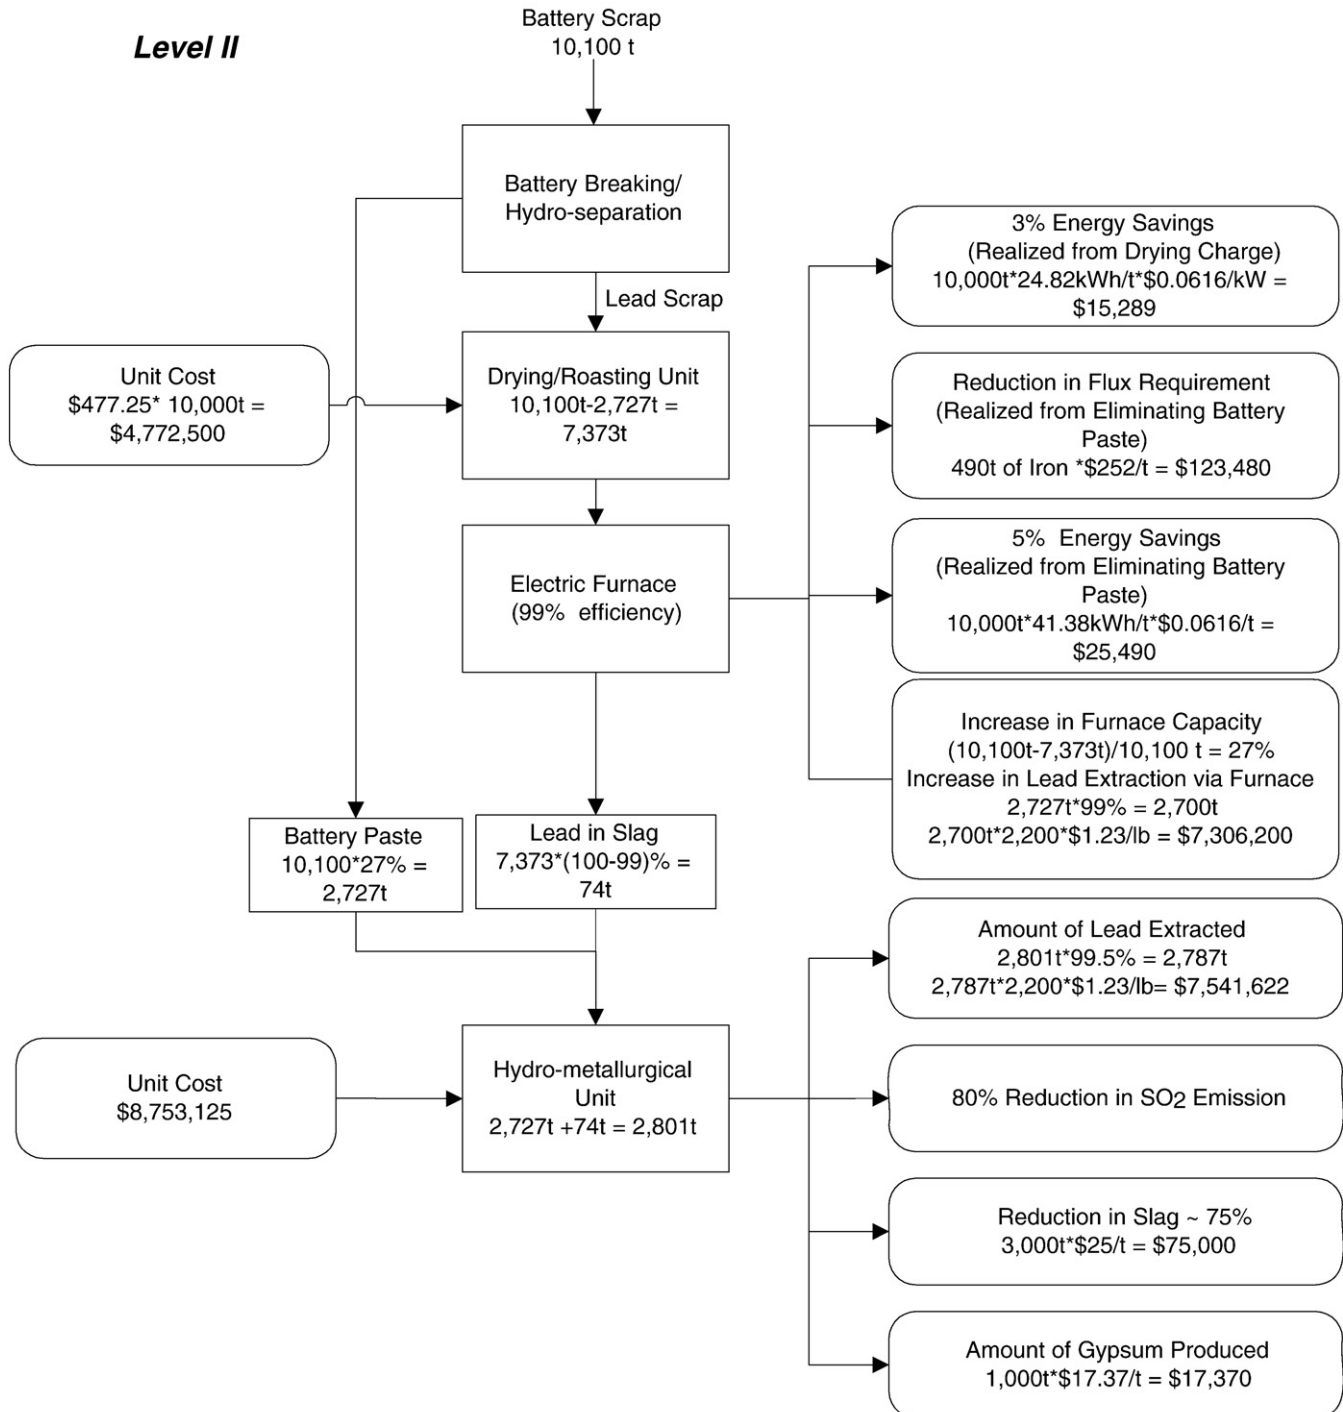 Level II
Battery Scrap
10,100 t
Battery Breaking/
Hydro-separation
Lead Scrap
Unit Cost
$477.25* 10,000t =
$4,772,500
Drying/Roasting Unit
10,100t-2,727t =
7,373t
Electric Furnace
(99% efficiency)
3% Energy Savings
(Realized from Drying Charge)
10,000t*24.82kWh/t*$0.0616/kW =
$15,289
Reduction in Flux Requirement
(Realized from Eliminating Battery
Paste)
490t of Iron *$252/t = $123,480
5% Energy Savings
(Realized from Eliminating Battery
Paste)
10,000t*41.38kWh/t*$0.0616/t =
$25,490
Increase in Furnace Capacity
(10,100t-7,373t)/10,100 t = 27%
Increase in Lead Extraction via Furnace
2,727t*99% = 2,700t
2,700t*2,200*$1.23/lb = $7,306,200
Battery Paste
10,100*27% =
2,727t
Lead in Slag
7,373*(100-99)% =
74t
Unit Cost
$8,753,125
Hydro-metallurgical
Unit
2,727t +74t = 2,801t
Amount of Lead Extracted
2,801t*99.5% = 2,787t
2,787t*2,200*$1.23/lb= $7,541,622
80% Reduction in SO2 Emission
Reduction in Slag ~ 75%
3,000t*$25/t = $75,000
Amount of Gypsum Produced
1,000t*$17.37/t = $17,370